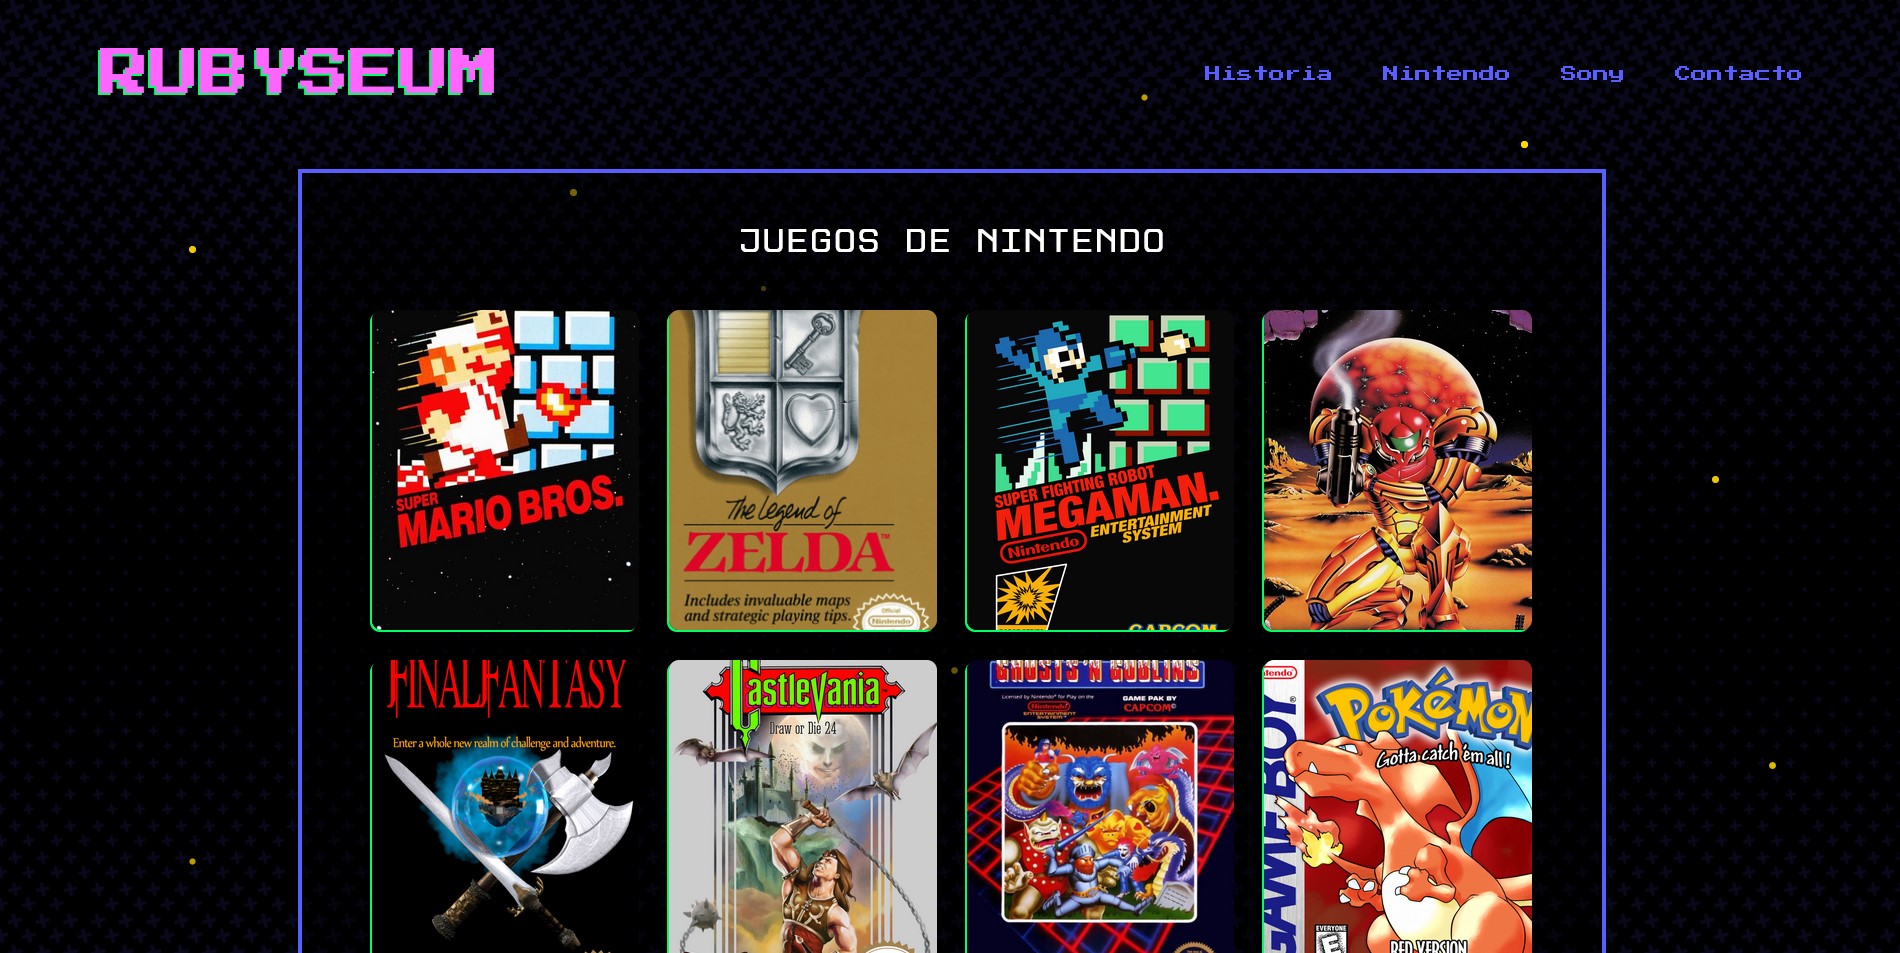 RUBYSEUM
Historia Nintendo Sony Contacto
JUEGOS DE NINTENDO
SUPER
MARIO BROS.
The Legend of
ZELDA™
Includes invaluable maps
and strategic playing tips.
Official
Nintendo
SUPER FIGHTING ROBOT
MEGAMAN.
Nintendo
ENTERTAINMENT
SYSTEM
CAPCOM
FINAL FANTASY
Enter a whole new realm of challenge and adventure.
Castlevania
Draw or Die 24
GHOSTS'N GOBLINS
Licensed by Nintendo® for Play on the
Nintendo
ENTERTAINMENT
SYSTEM
GAME PAK BY
CAPCOM©
tendo
GAME BOY®
POKéMON
Gotta catch 'em all!
EVERYONE
E
RED VERSION